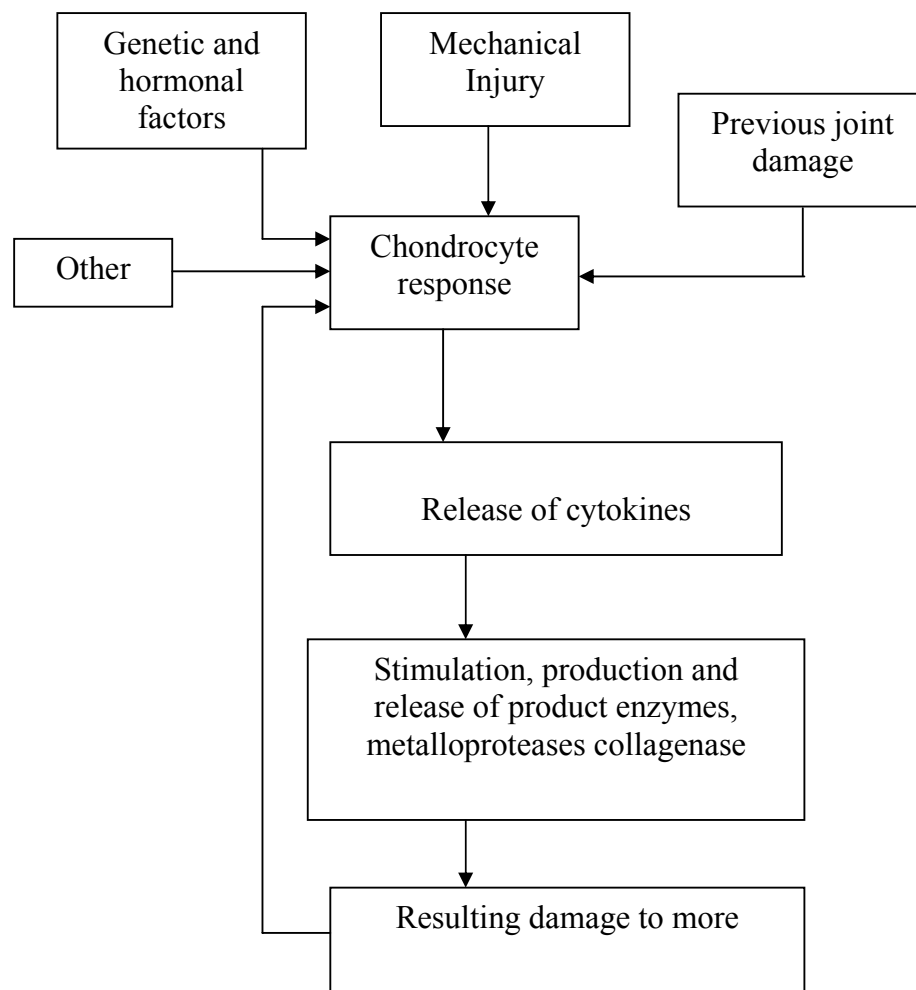 Genetic and
hormonal
factors
Mechanical
Injury
Previous joint
damage
Other
Chondrocyte
response
Release of cytokines
Stimulation, production and
release of product enzymes,
metalloproteases collagenase
Resulting damage to more